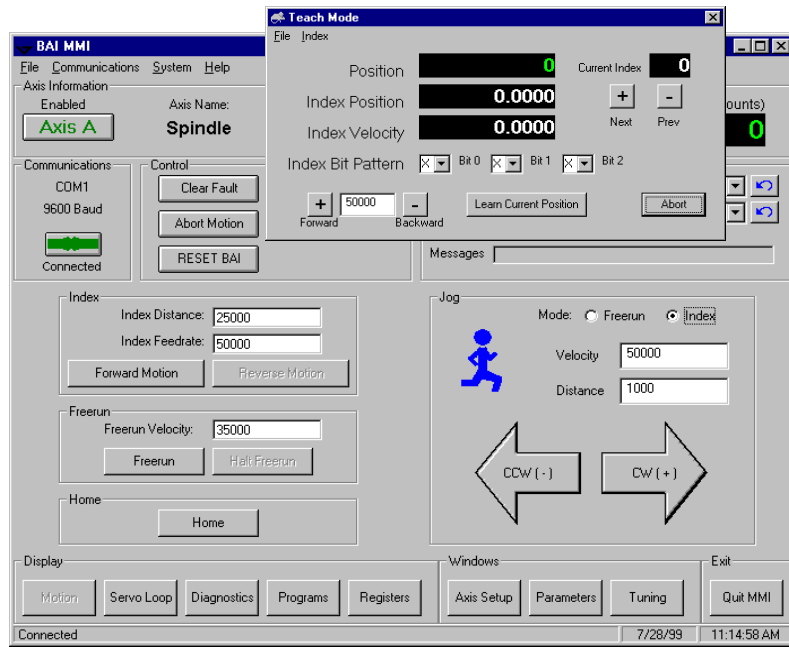 Teach Mode
File Index
Position 0 Current Index 0
Index Position 0.0000 + -
Next Prev
Index Velocity 0.0000
Index Bit Pattern X Bit 0 X Bit 1 X Bit 2
+ 50000 - Learn Current Position Abort
Forward Backward
BAI MMI
File Communications System Help
Axis Information
Enabled Axis Name: ounts)
Axis A Spindle 0
Communications
COM1
9600 Baud
Connected
Control
Clear Fault
Abort Motion
RESET BAI
Messages
Index
Index Distance: 25000
Index Feedrate: 50000
Forward Motion Reverse Motion
Freerun
Freerun Velocity: 35000
Freerun Halt Freerun
Home
Home
Jog
Mode: Freerun Index
Velocity 50000
Distance 1000
CCW ( - ) CW ( + )
Display
Motion Servo Loop Diagnostics Programs Registers
Windows
Axis Setup Parameters Tuning
Exit
Quit MMI
Connected 7/28/99 11:14:58 AM